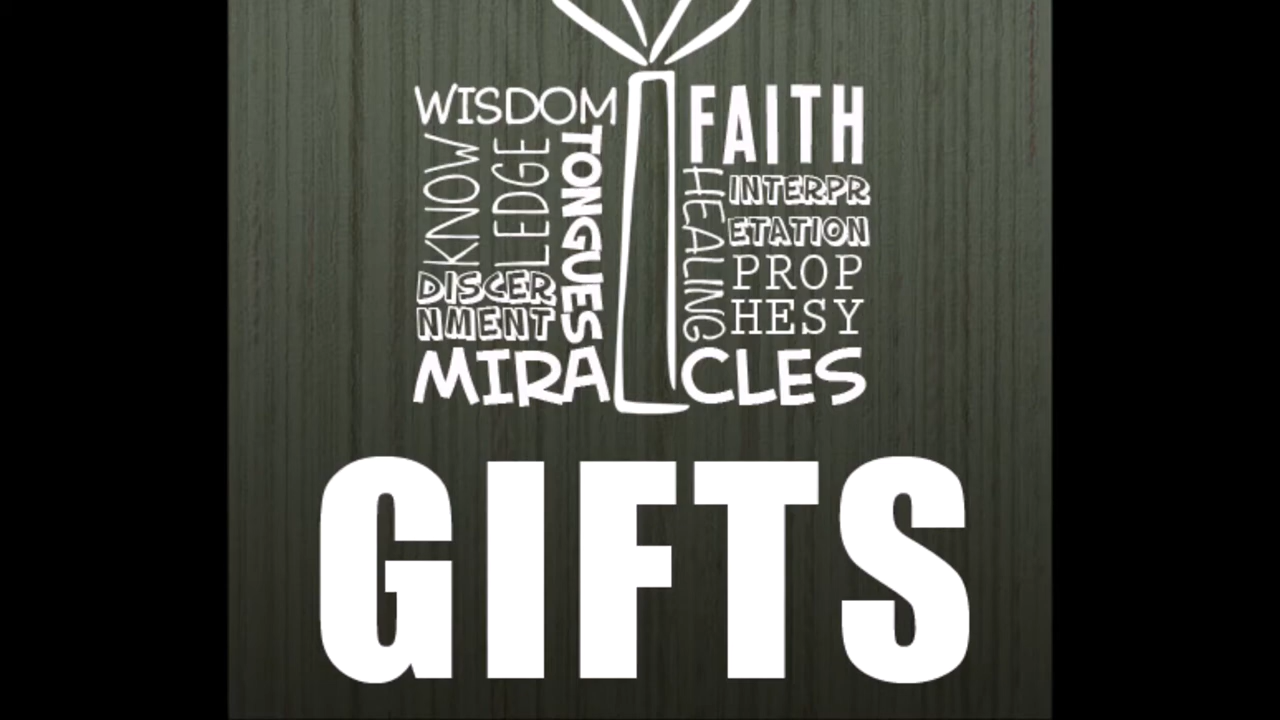 WISDOM
KNOW
LEDGE
TONGUES
DISCER
NMENT
FAITH
HEALING
INTERPR
ETATION
PROP
HESY
MIRA CLES
GIFTS